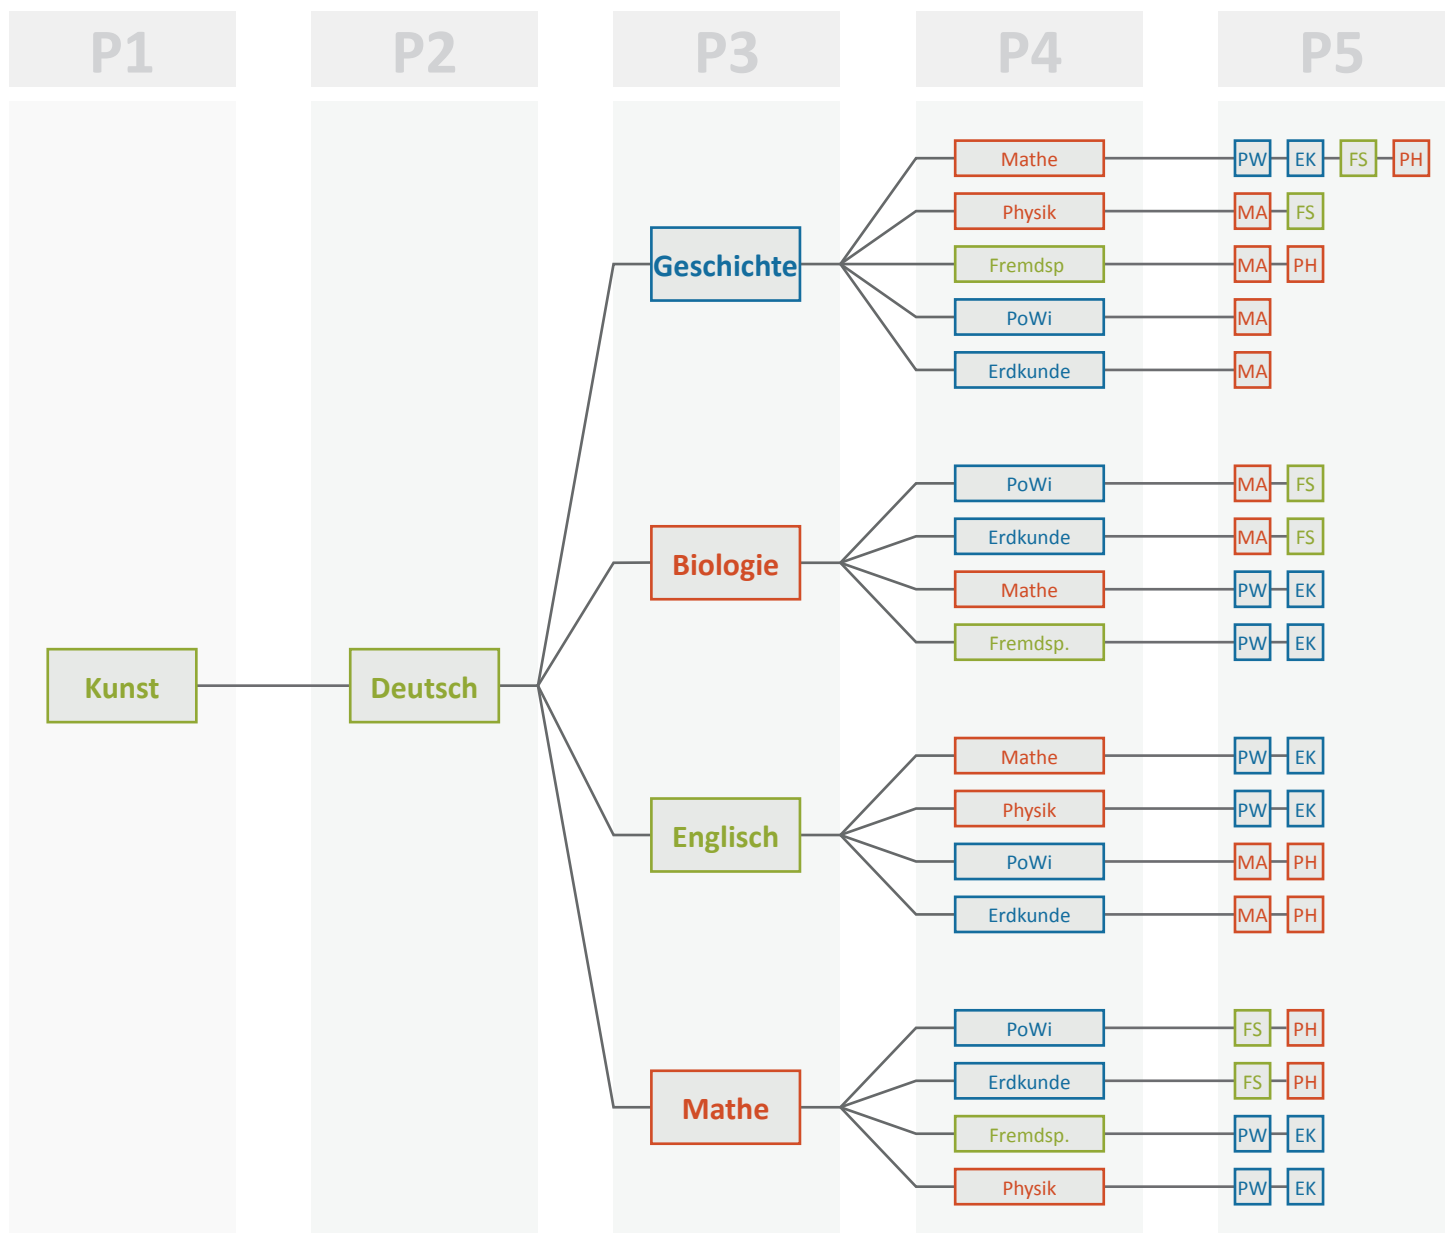 P1 P2 P3 P4 P5
Mathe PW EK FS PH
Physik MA FS
Geschichte Fremdsp MA PH
PoWi MA
Erdkunde MA
PoWi MA FS
Erdkunde MA FS
Biologie
Mathe PW EK
Fremdsp. PW EK
Kunst Deutsch
Mathe PW EK
Physik PW EK
Englisch
PoWi MA PH
Erdkunde MA PH
PoWi FS PH
Erdkunde FS PH
Mathe
Fremdsp. PW EK
Physik PW EK